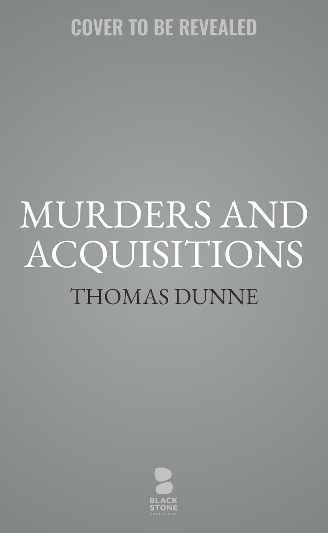 COVER TO BE REVEALED
MURDERS AND
ACQUISITIONS
THOMAS DUNNE
BLACK
STONE